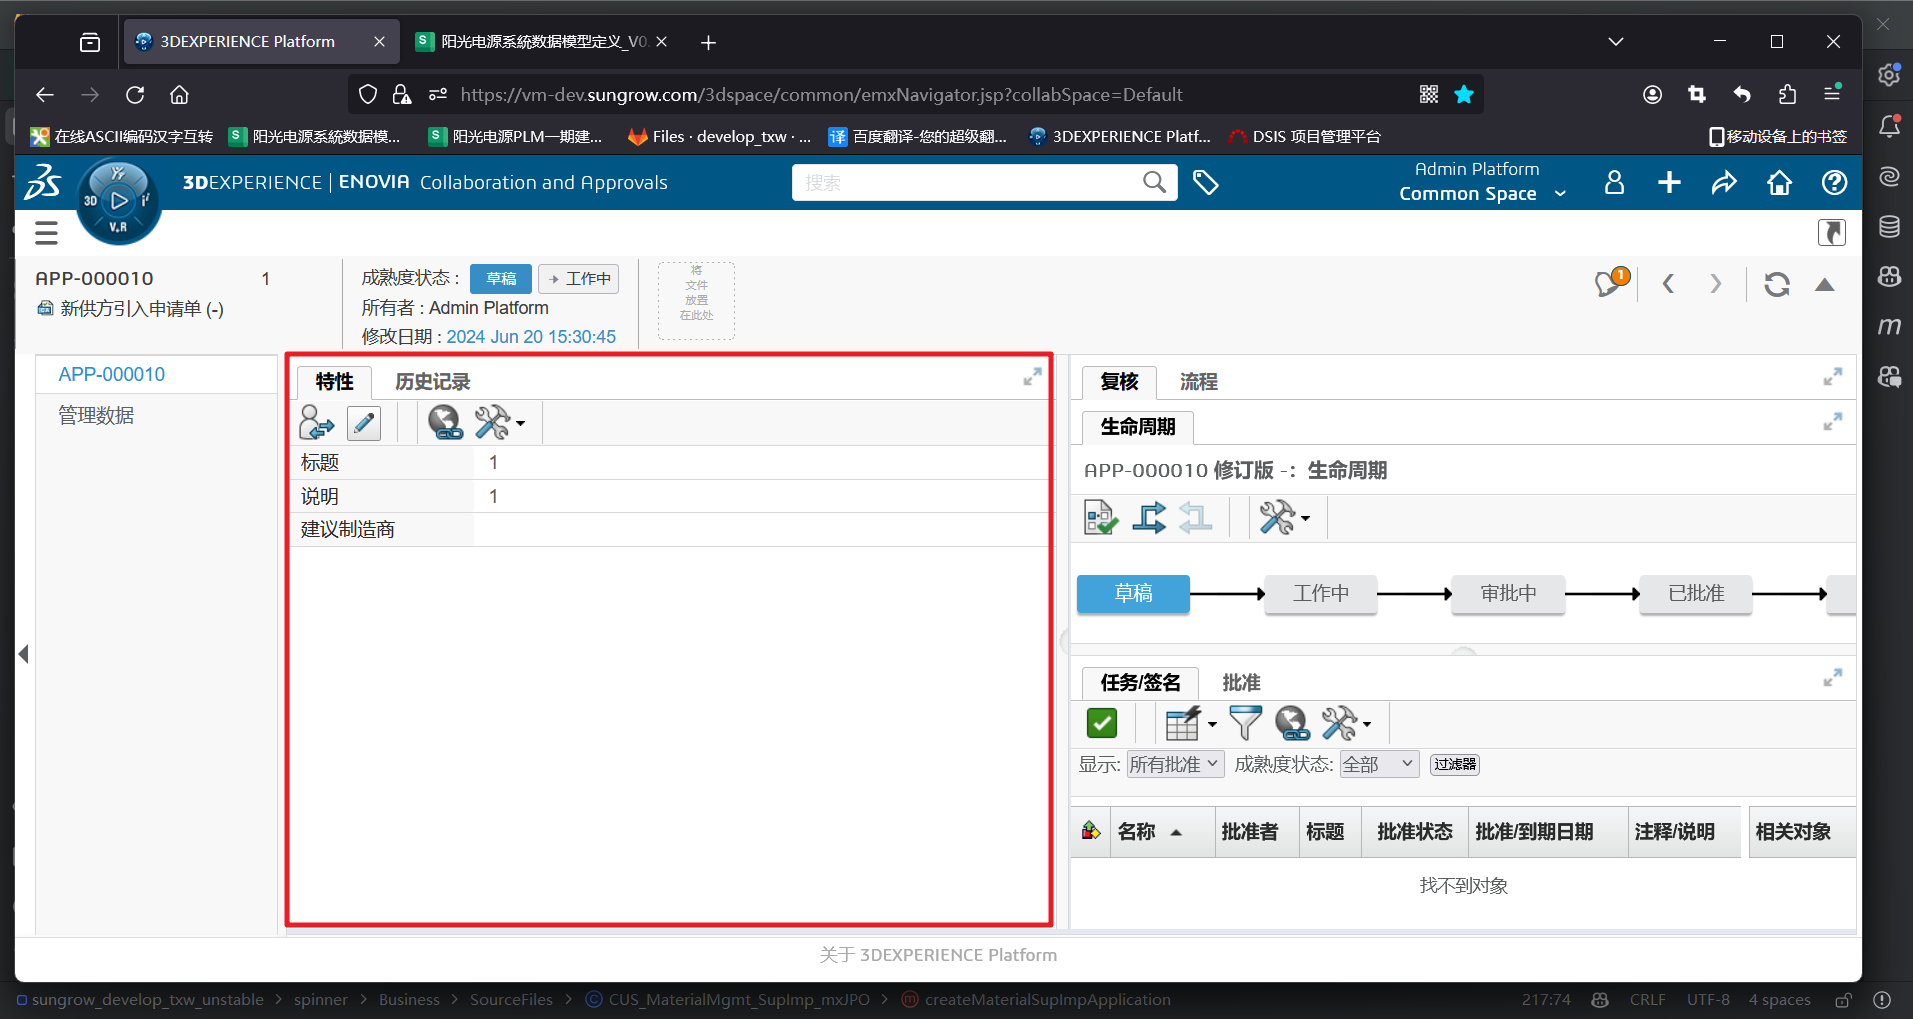 3DEXPERIENCE Platform
阳光电源系统数据模型定义_V0.
https://vm-dev.sungrow.com/3dspace/common/emxNavigator.jsp?collabSpace=Default
在线ASCII编码汉字互转
阳光电源系统数据模...
阳光电源PLM一期建...
Files · develop_txw · ...
译 百度翻译-您的超级翻...
3DEXPERIENCE Platf...
DSIS 项目管理平台
移动设备上的书签
3D
V.R
3DEXPERIENCE | ENOVIA Collaboration and Approvals
搜索
Admin Platform
Common Space
APP-000010 1
新供方引入申请单 (-)
成熟度状态 : 草稿 工作中
所有者 : Admin Platform
修改日期 : 2024 Jun 20 15:30:45
将
文件
放置
在此处
1
APP-000010
管理数据
特性 历史记录
标题 1
说明 1
建议制造商
复核 流程
生命周期
APP-000010 修订版 -: 生命周期
草稿 工作中 审批中 已批准
任务/签名 批准
显示: 所有批准 成熟度状态: 全部 过滤器
名称 批准者 标题 批准状态 批准/到期日期 注释/说明 相关对象
找不到对象
关于 3DEXPERIENCE Platform
sungrow_develop_txw_unstable > spinner > Business > SourceFiles > CUS_MaterialMgmt_SupImp_mxJPO > createMaterialSupImpApplication
217:74 CRLF UTF-8 4 spaces